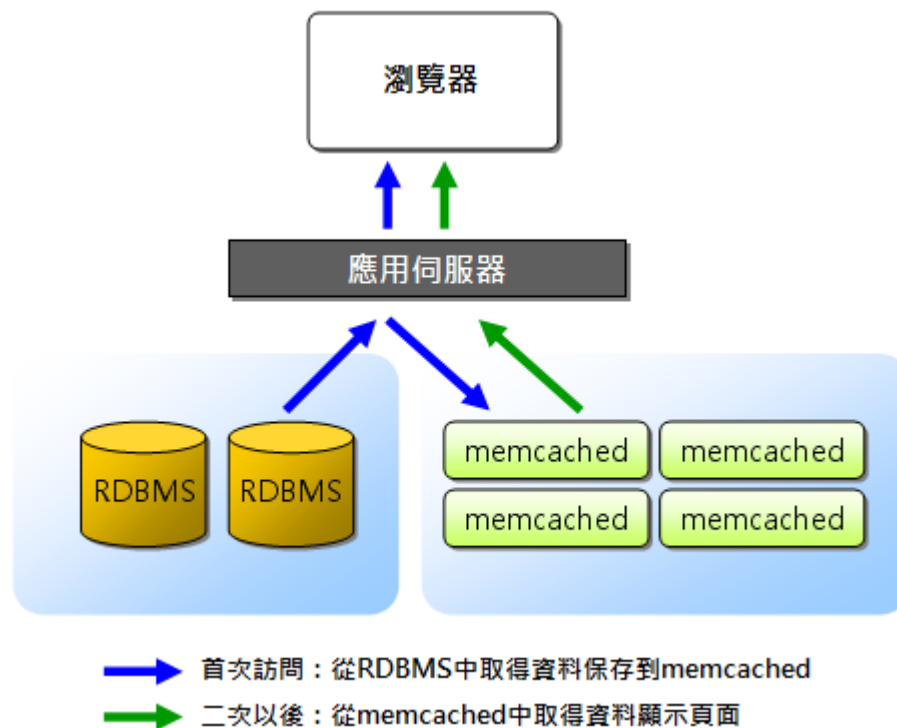 瀏覽器
應用伺服器
RDBMS
RDBMS
memcached
memcached
memcached
memcached
首次訪問：從RDBMS中取得資料保存到memcached
二次以後：從memcached中取得資料顯示頁面